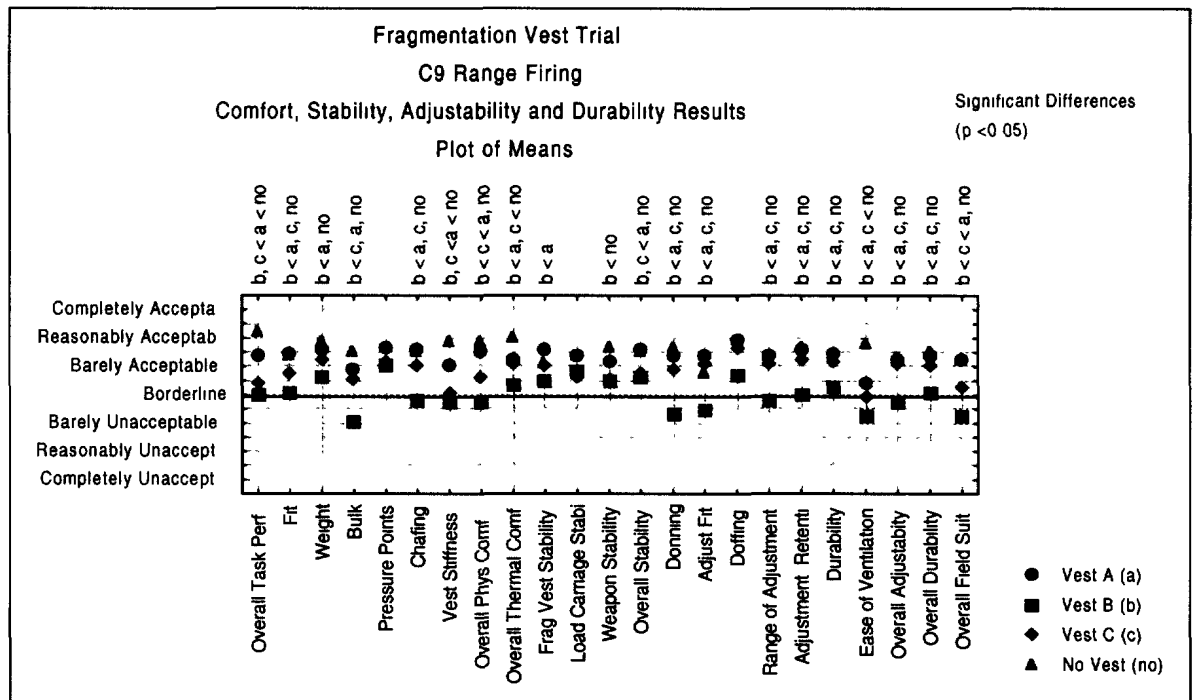 Fragmentation Vest Trial
C9 Range Firing
Comfort, Stability, Adjustability and Durability Results
Plot of Means
Significant Differences
(p <0 05)
b, c < a < no
b < a, c, no
b < a, no
b < c, a, no
b < a, c, no
b, c <a < no
b < c < a, no
b < a, c < no
b < a
b < no
b, c < a, no
b < a, c, no
b < a, c, no
b < a, c, no
b < a, c, no
b < a, c, no
b < a, c < no
b < a, c, no
b < a, c, no
b < c < a, no
Completely Accepta
Reasonably Acceptab
Barely Acceptable
Borderline
Barely Unacceptable
Reasonably Unaccept
Completely Unaccept
Overall Task Perf
Fit
Weight
Bulk
Pressure Points
Chafing
Vest Stiffness
Overall Phys Comf
Overall Thermal Comf
Frag Vest Stability
Load Carriage Stabi
Weapon Stability
Overall Stability
Donning
Adjust Fit
Doffing
Range of Adjustment
Adjustment Retenti
Durability
Ease of Ventilation
Overall Adjustabity
Overall Durability
Overall Field Suit
Vest A (a)
Vest B (b)
Vest C (c)
No Vest (no)